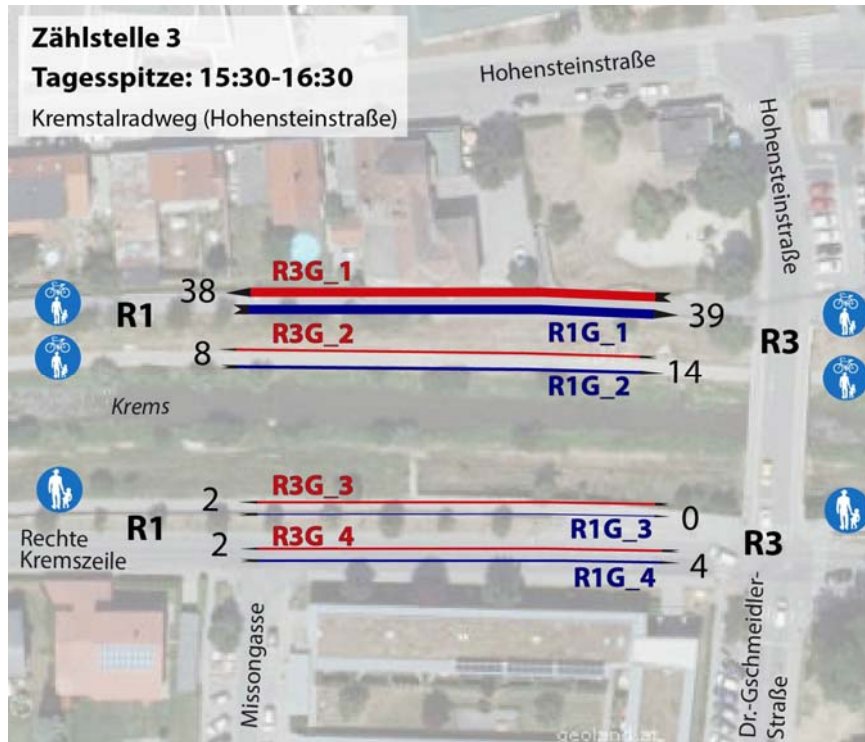 Zählstelle 3
Tagesspitze: 15:30-16:30
Kremstalradweg (Hohensteinstraße)
Hohensteinstraße
Hohensteinstraße
R3G_1
38
R1
39
R3G_2
R1G_1
R3
8
R1G_2
14
Krems
R3G_3
2
R1
R1G_3
0
R3
Rechte
Kremszeile
2
R3G_4
R1G_4
4
Missongasse
Dr.-Gschmeidler-
Straße
geoland.at